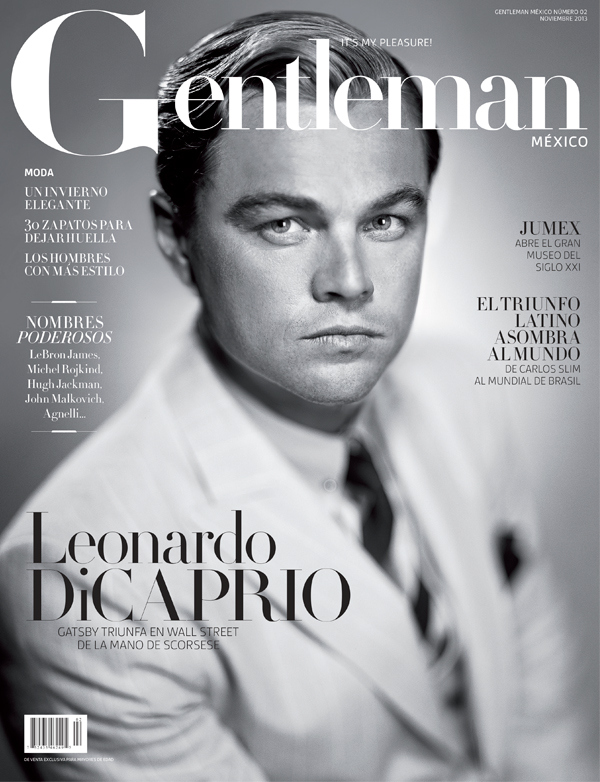 GENTLEMAN MÉXICO NÚMERO 02
NOVIEMBRE 2013
IT'S MY PLEASURE!
Gentleman
MÉXICO
MODA
UN INVIERNO
ELEGANTE
30 ZAPATOS PARA
DEJAR HUELLA
LOS HOMBRES
CON MÁS ESTILO
NOMBRES
PODEROSOS
LeBron James,
Michel Rojkind,
Hugh Jackman,
John Malkovich,
Agnelli...
JUMEX
ABRE EL GRAN
MUSEO DEL
SIGLO XXI
EL TRIUNFO
LATINO
ASOMBRA
AL MUNDO
DE CARLOS SLIM
AL MUNDIAL DE BRASIL
Leonardo
DiCAPRIO
GATSBY TRIUNFA EN WALL STREET
DE LA MANO DE SCORSESE